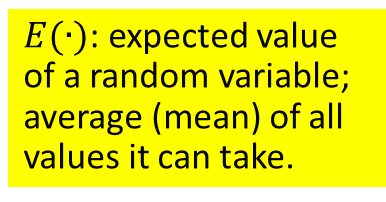 𝐸(·): expected value
of a random variable;
average (mean) of all
values it can take.